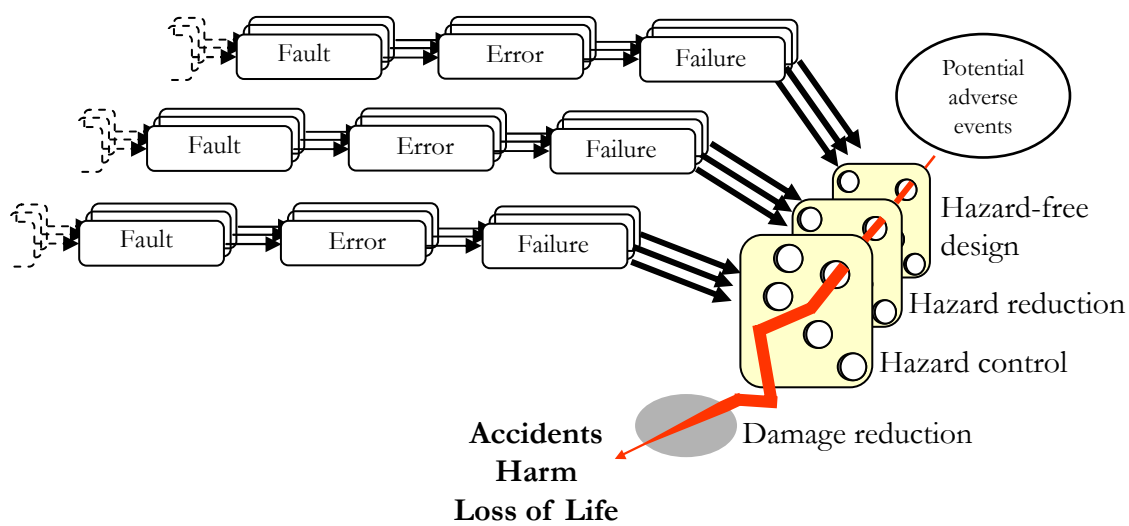 Fault
Error
Failure
Potential
adverse
events
Fault
Error
Failure
Fault
Error
Failure
Hazard-free
design
Hazard reduction
Hazard control
Damage reduction
Accidents
Harm
Loss of Life